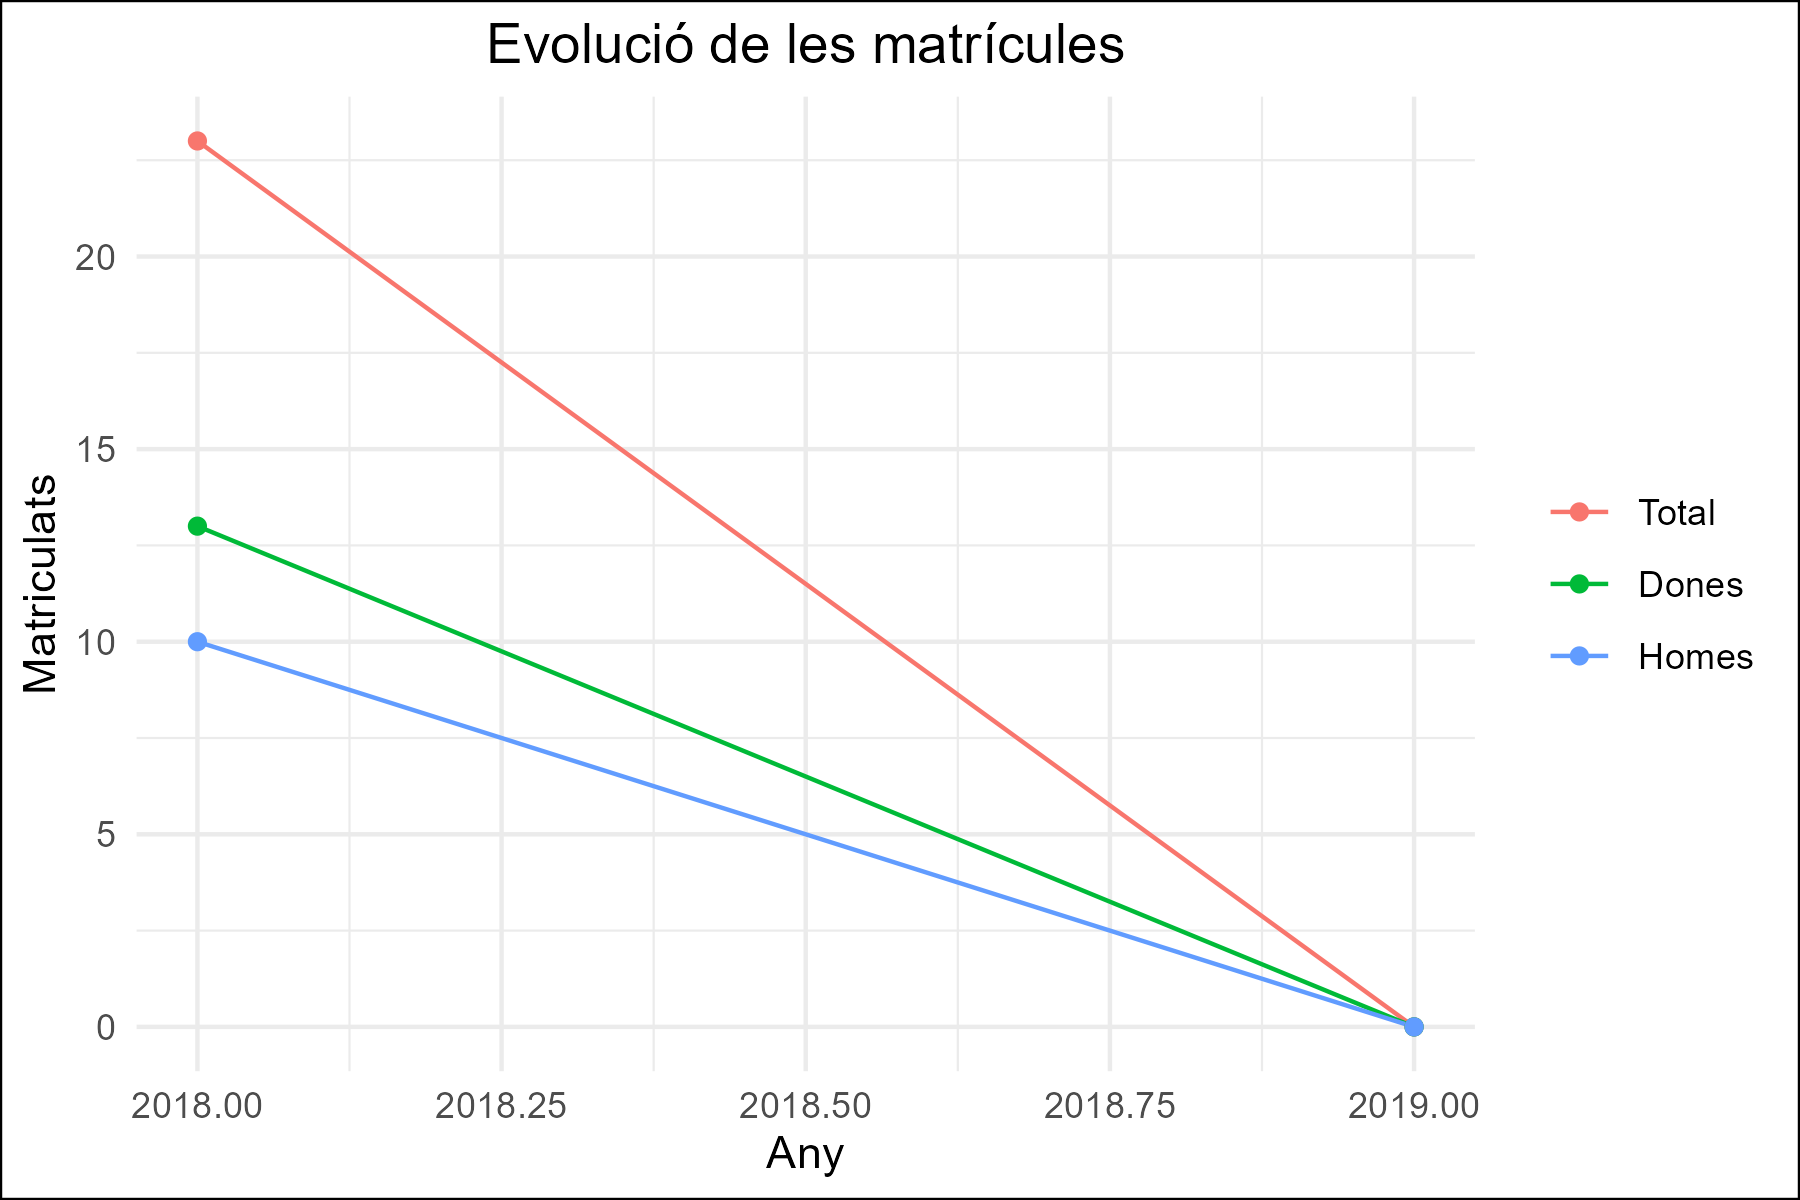 Evolució de les matrícules
Matriculats
20
15
10
5
0
2018.00 2018.25 2018.50 2018.75 2019.00
Any
Total
Dones
Homes